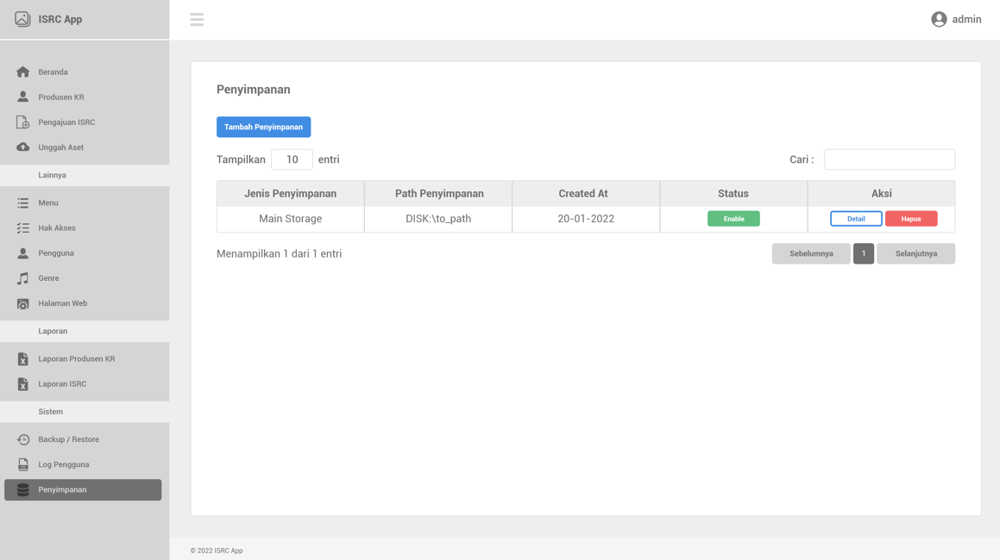 ISRC App
admin
Beranda
Produsen KR
Pengajuan ISRC
Unggah Aset
Lainnya
Menu
Hak Akses
Pengguna
Genre
Halaman Web
Laporan
Laporan Produsen KR
Laporan ISRC
Sistem
Backup / Restore
Log Pengguna
Penyimpanan
Penyimpanan
Tambah Penyimpanan
Tampilkan 10 entri
Cari :
Jenis Penyimpanan Path Penyimpanan Created At Status Aksi
Main Storage DISK:\to_path 20-01-2022 Enable Detail Hapus
Menampilkan 1 dari 1 entri
Sebelumnya 1 Selanjutnya
© 2022 ISRC App